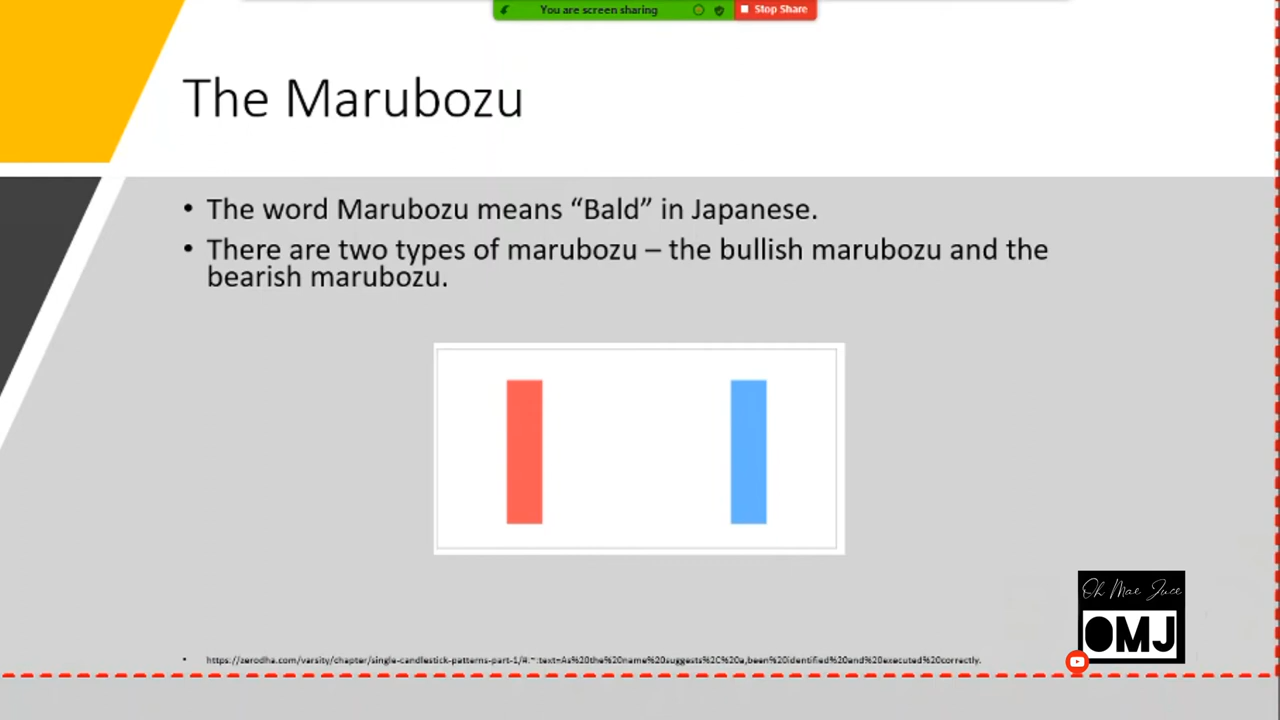 You are screen sharing
Stop Share
The Marubozu
• The word Marubozu means “Bald” in Japanese.
• There are two types of marubozu – the bullish marubozu and the
bearish marubozu.
Oh Mae Juce
OMJ
• https://zerodha.com/varsity/chapter/single-candlestick-patterns-part-1/#:~:text=As%20the%20name%20suggests%2C%20a,been%20identified%20and%20executed%20correctly.